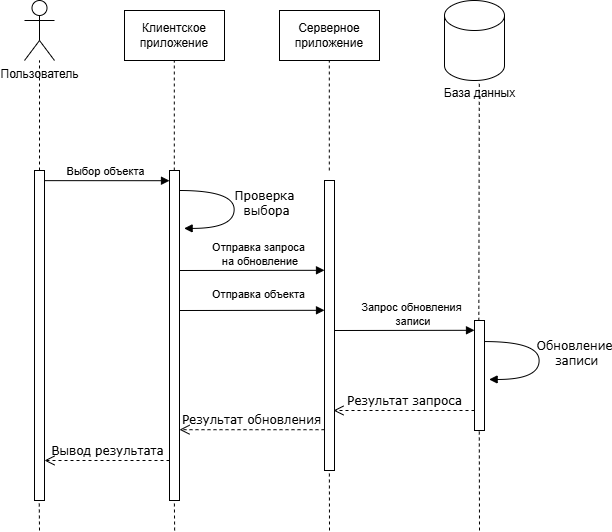 Пользователь
Клиентское
приложение
Серверное
приложение
База данных
Выбор объекта
Проверка
выбора
Отправка запроса
на обновление
Отправка объекта
Запрос обновления
записи
Обновление
записи
Результат запроса
Результат обновления
Вывод результата